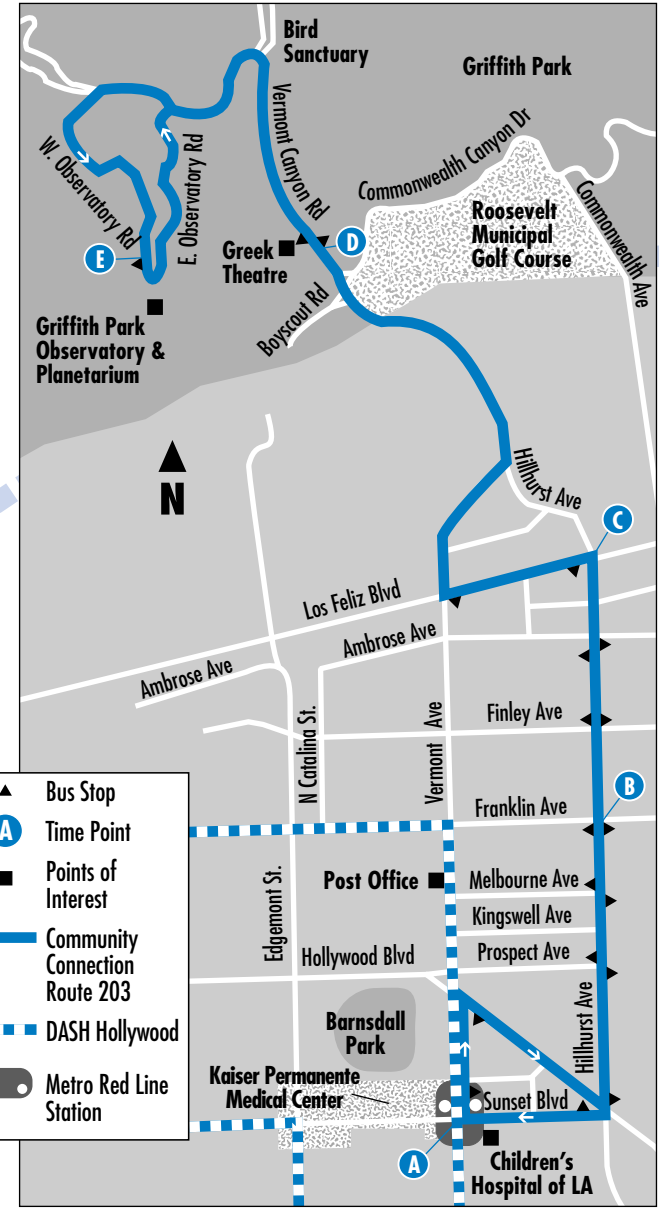 Bird
Sanctuary
Griffith Park
Vermont Canyon Rd
Commonwealth Canyon Dr
Commonwealth Ave
W. Observatory Rd
E. Observatory Rd
Roosevelt
Municipal
Golf Course
D
E
Greek
Theatre
Boyscout Rd
Griffith Park
Observatory &
Planetarium
N
Hillhurst Ave
C
Los Feliz Blvd
Ambrose Ave
Ambrose Ave
N Catalina St.
Vermont Ave
Finley Ave
B
Franklin Ave
Post Office
Melbourne Ave
Kingswell Ave
Edgemont St.
Hollywood Blvd
Prospect Ave
Hillhurst Ave
Barnsdall
Park
Kaiser Permanente
Medical Center
Sunset Blvd
A
Children's
Hospital of LA
Bus Stop
A
Time Point
Points of
Interest
Community
Connection
Route 203
DASH Hollywood
Metro Red Line
Station